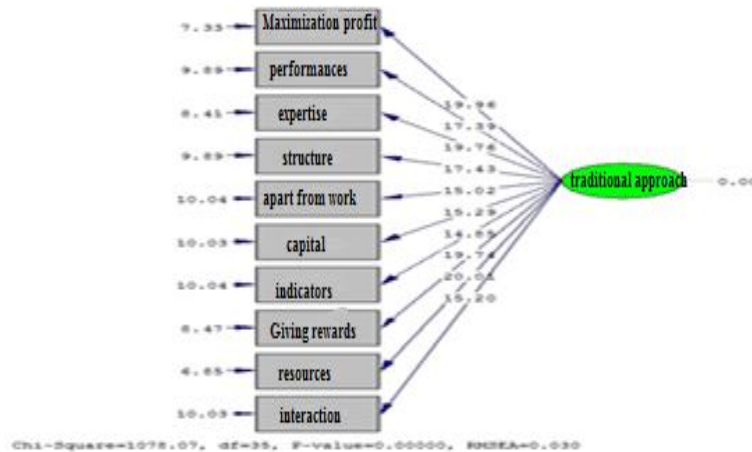 7.33 Maximization profit
9.89 performances
8.41 expertise
9.89 structure
10.04 apart from work
10.03 capital
10.04 indicators
8.47 Giving rewards
resources
10.03 interaction
19.96
17.39
19.76
17.43
15.02
15.29
14.89
19.74
20.01
15.20
traditional approach
Chi-Square=1078.07, df=35, P-value=0.00000, RMSEA=0.030